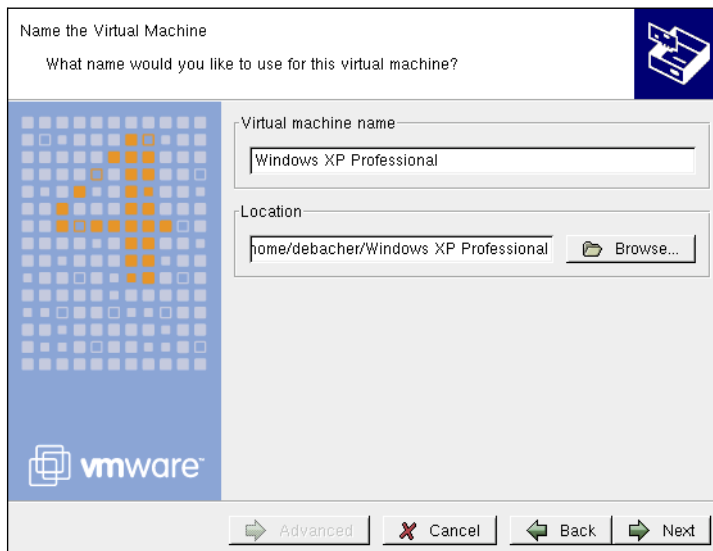 Name the Virtual Machine
What name would you like to use for this virtual machine?
Virtual machine name
Windows XP Professional
Location
home/debacher/Windows XP Professional
Browse...
vmware
Advanced
Cancel
Back
Next